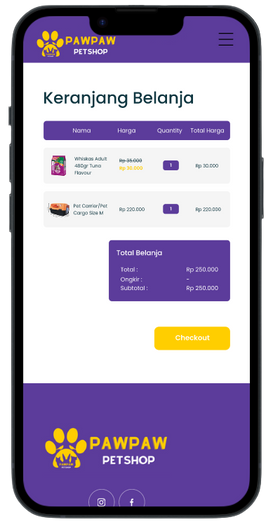 PAWPAW
PETSHOP
Keranjang Belanja
Nama Harga Quantity Total Harga
Whiskas Adult
480gr Tuna
Flavour
Rp 35.000
Rp 30.000
1
Rp 30.000
Pet Carrier/Pet
Cargo Size M
Rp 220.000
1
Rp 220.000
Total Belanja
Total : Rp 250.000
Ongkir : -
Subtotal : Rp 250.000
Checkout
PAWPAW
PETSHOP